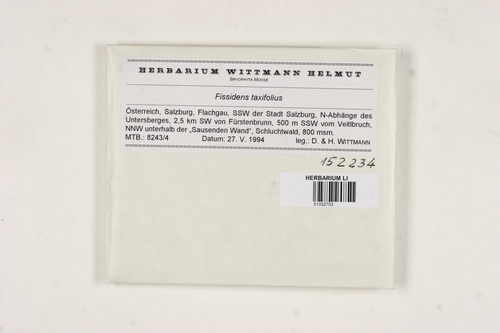 HERBARIUM WITTMANN HELMUT
BRYOPHYTA-MOOSE
Fissidens taxifolius
Österreich, Salzburg, Flachgau, SSW der Stadt Salzburg, N-Abhänge des
Untersberges, 2,5 km SW von Fürstenbrunn, 500 m SSW vom Veitlbruch,
NNW unterhalb der „Sausenden Wand“, Schluchtwald, 800 msm.
MTB.: 8243/4 Datum: 27. V. 1994 leg.: D. & H. WITTMANN
152234
HERBARIUM LI
01032703